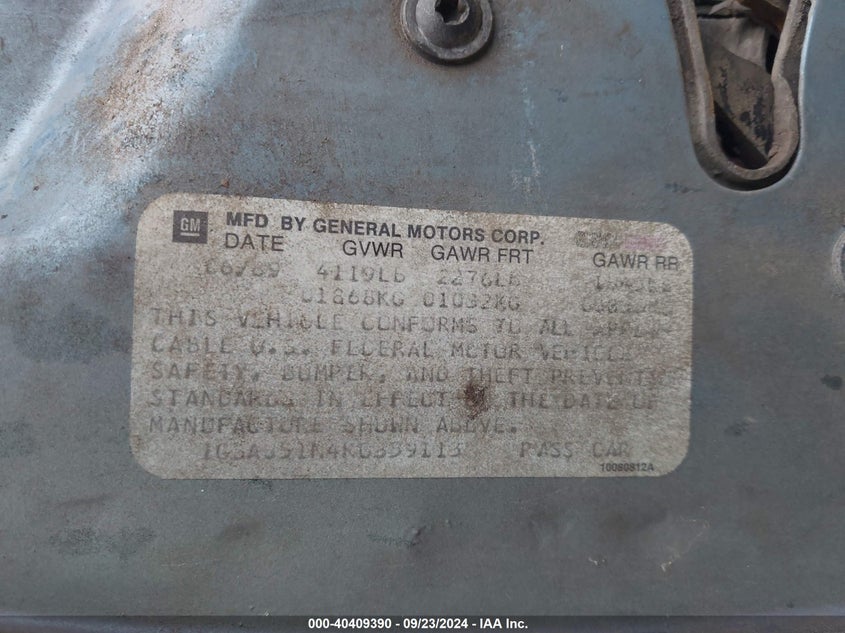 GM MFD BY GENERAL MOTORS CORP.
DATE GVWR GAWR FRT GAWR RR
06/89 4119LB 2276LB
01868KG 01032KG
THIS VEHICLE CONFORMS TO ALL APPLI-
CABLE U.S. FEDERAL MOTOR VEHICLE
SAFETY, BUMPER, AND THEFT PREVENTION
STANDARDS IN EFFECT ON THE DATE OF
MANUFACTURE SHOWN ABOVE.
PASS CAR
10080812A
000-40409390 - 09/23/2024 - IAA Inc.